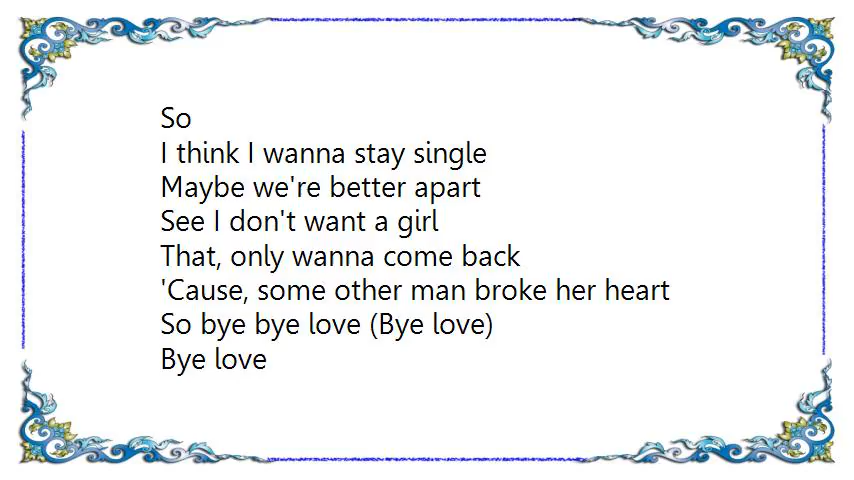 So
I think I wanna stay single
Maybe we're better apart
See I don't want a girl
That, only wanna come back
'Cause, some other man broke her heart
So bye bye love (Bye love)
Bye love